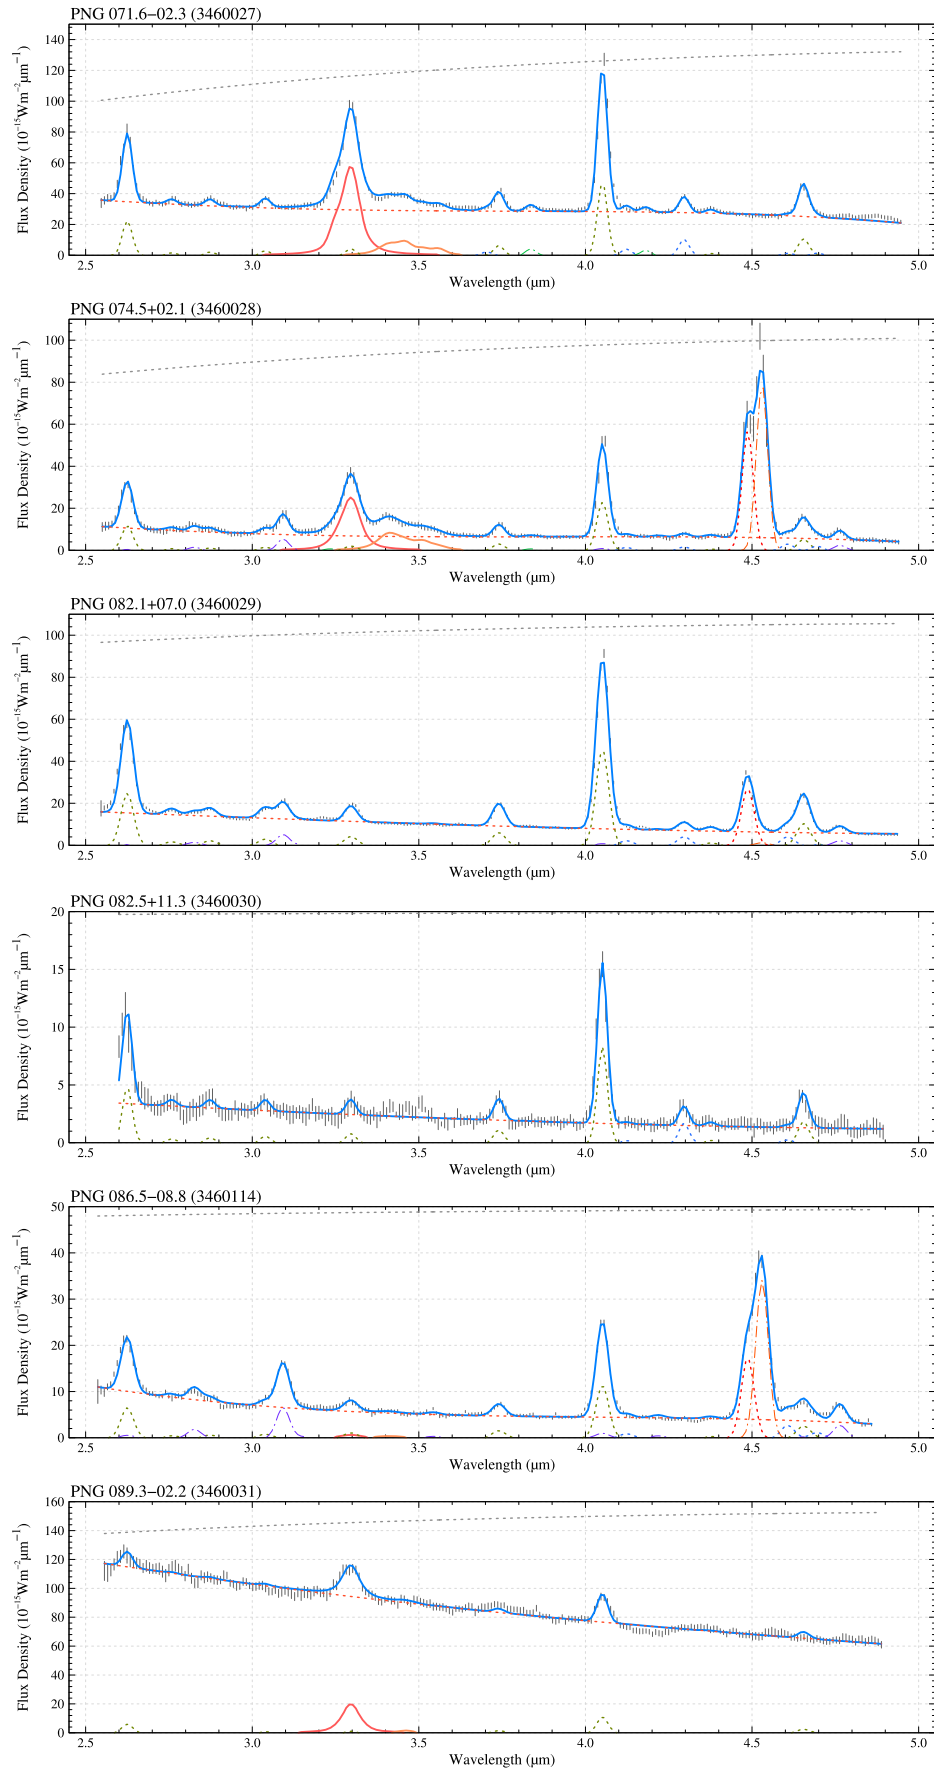 PNG 071.6−02.3 (3460027)
Flux Density (10⁻¹⁵Wm⁻²µm⁻¹)
140
120
100
80
60
40
20
0
2.5 3.0 3.5 4.0 4.5 5.0
Wavelength (µm)
PNG 074.5+02.1 (3460028)
Flux Density (10⁻¹⁵Wm⁻²µm⁻¹)
100
80
60
40
20
0
2.5 3.0 3.5 4.0 4.5 5.0
Wavelength (µm)
PNG 082.1+07.0 (3460029)
Flux Density (10⁻¹⁵Wm⁻²µm⁻¹)
100
80
60
40
20
0
2.5 3.0 3.5 4.0 4.5 5.0
Wavelength (µm)
PNG 082.5+11.3 (3460030)
Flux Density (10⁻¹⁵Wm⁻²µm⁻¹)
20
15
10
5
0
2.5 3.0 3.5 4.0 4.5 5.0
Wavelength (µm)
PNG 086.5−08.8 (3460114)
Flux Density (10⁻¹⁵Wm⁻²µm⁻¹)
50
40
30
20
10
0
2.5 3.0 3.5 4.0 4.5 5.0
Wavelength (µm)
PNG 089.3−02.2 (3460031)
Flux Density (10⁻¹⁵Wm⁻²µm⁻¹)
160
140
120
100
80
60
40
20
0
2.5 3.0 3.5 4.0 4.5 5.0
Wavelength (µm)